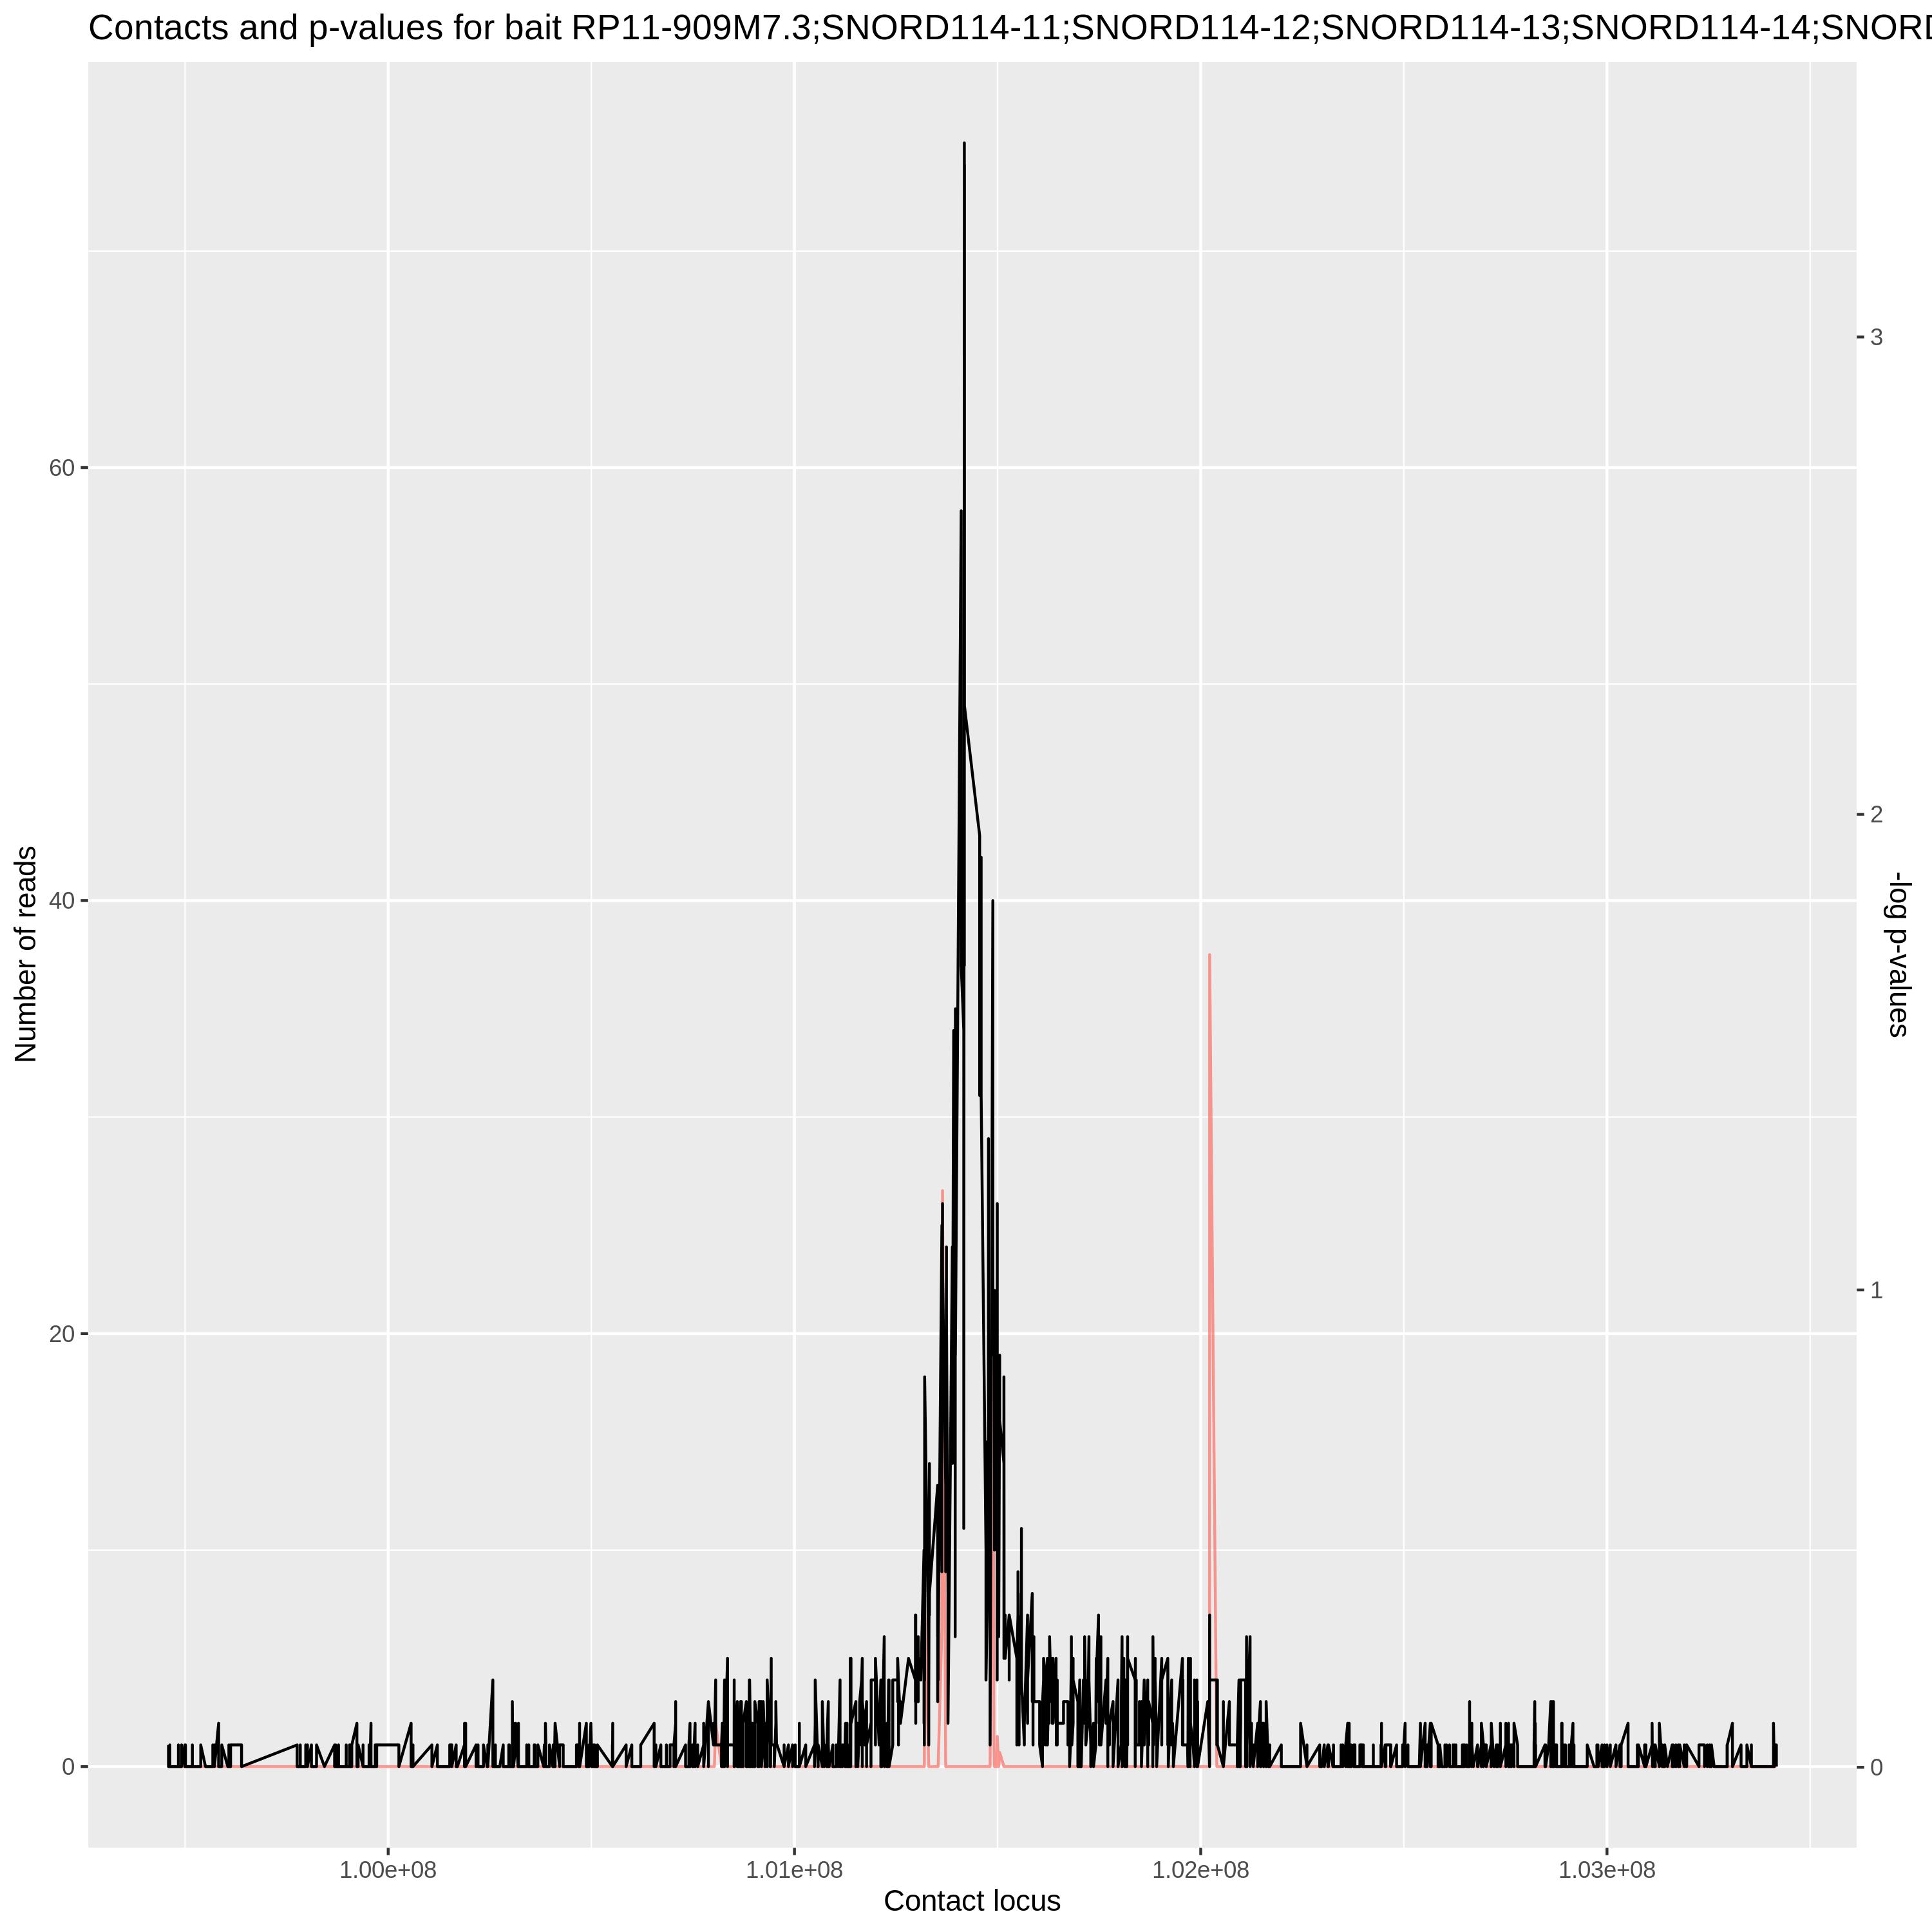 Contacts and p-values for bait RP11-909M7.3;SNORD114-11;SNORD114-12;SNORD114-13;SNORD114-14;SNORD
60
40
20
0
Number of reads
3
2
1
0
-log p-values
1.00e+08
1.01e+08
1.02e+08
1.03e+08
Contact locus